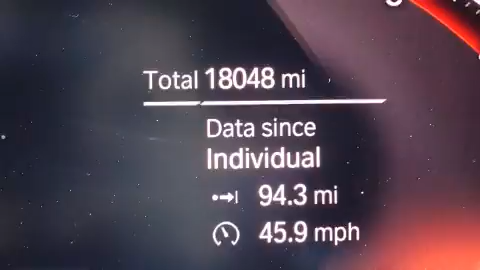 Total 18048 mi
Data since
Individual
94.3 mi
45.9 mph